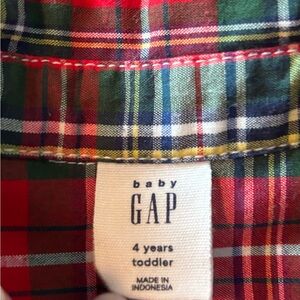 baby
GAP
4 years
toddler
MADE IN
INDONESIA